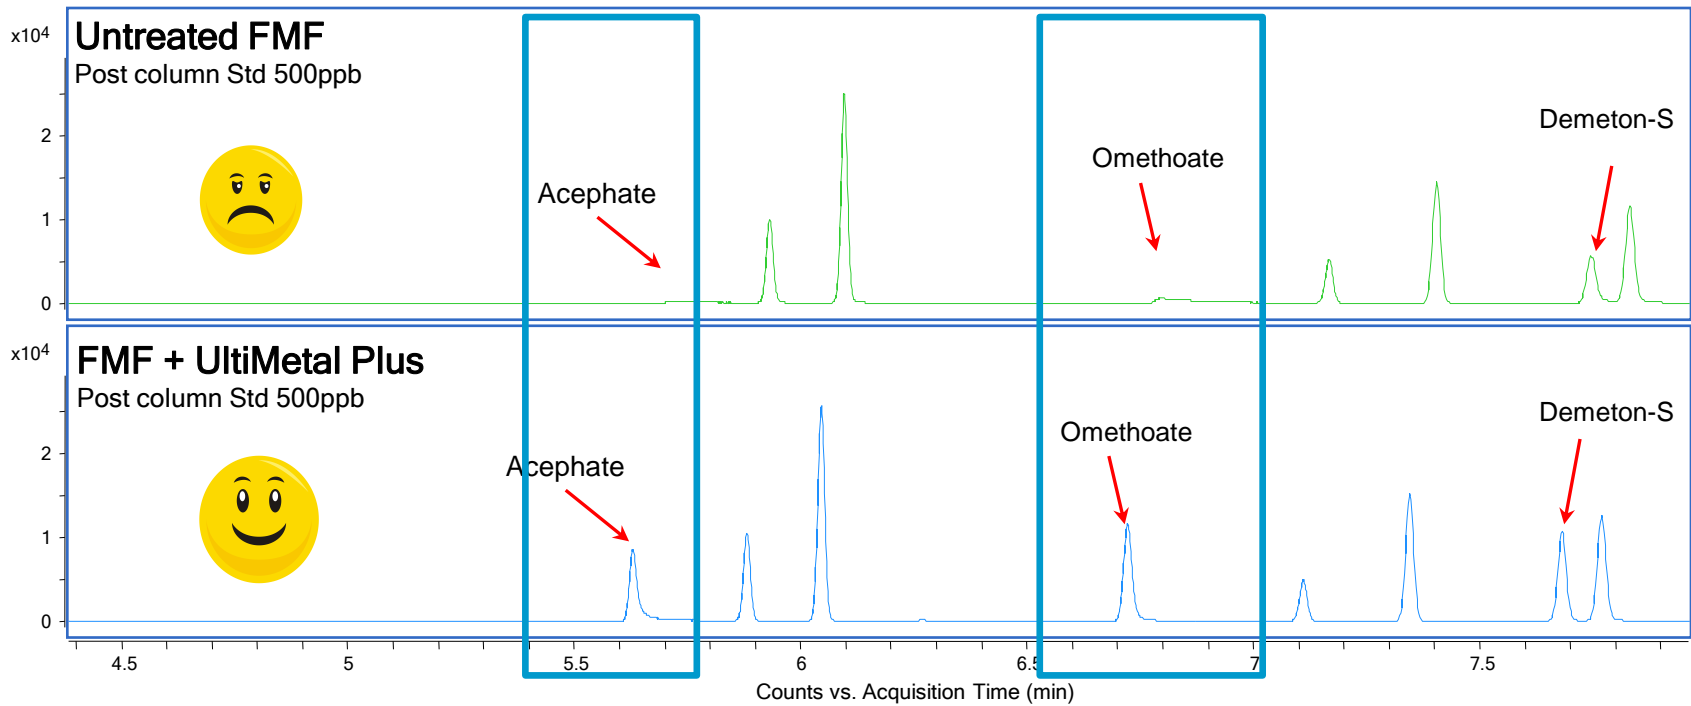 x10⁴
Untreated FMF
Post column Std 500ppb
Demeton-S
2
Omethoate
Acephate
1
0
x10⁴
FMF + UltiMetal Plus
Post column Std 500ppb
Demeton-S
Omethoate
2
Acephate
1
0
4.5 5 5.5 6 6.5 7 7.5
Counts vs. Acquisition Time (min)